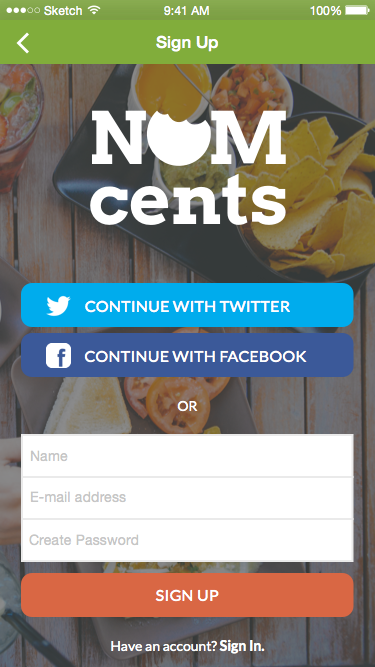 Sketch 9:41 AM 100%
Sign Up
NOM
cents
CONTINUE WITH TWITTER
f CONTINUE WITH FACEBOOK
OR
Name
E-mail address
Create Password
SIGN UP
Have an account? Sign In.